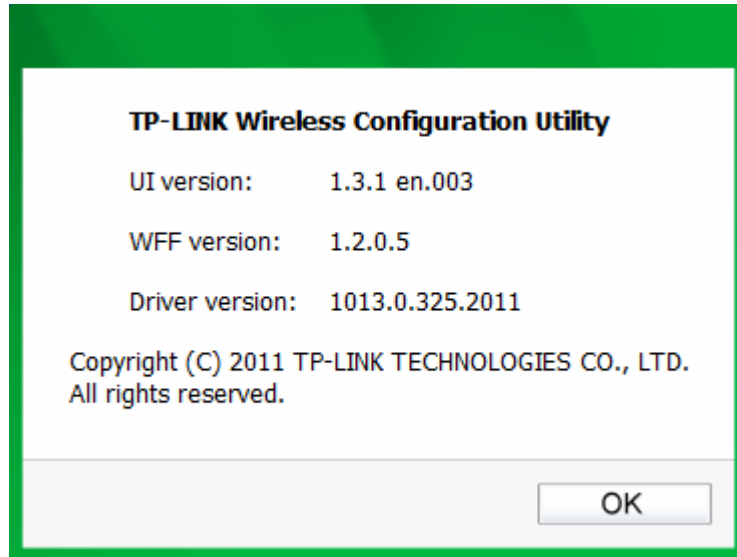 TP-LINK Wireless Configuration Utility
UI version: 1.3.1 en.003
WFF version: 1.2.0.5
Driver version: 1013.0.325.2011
Copyright (C) 2011 TP-LINK TECHNOLOGIES CO., LTD.
All rights reserved.
OK